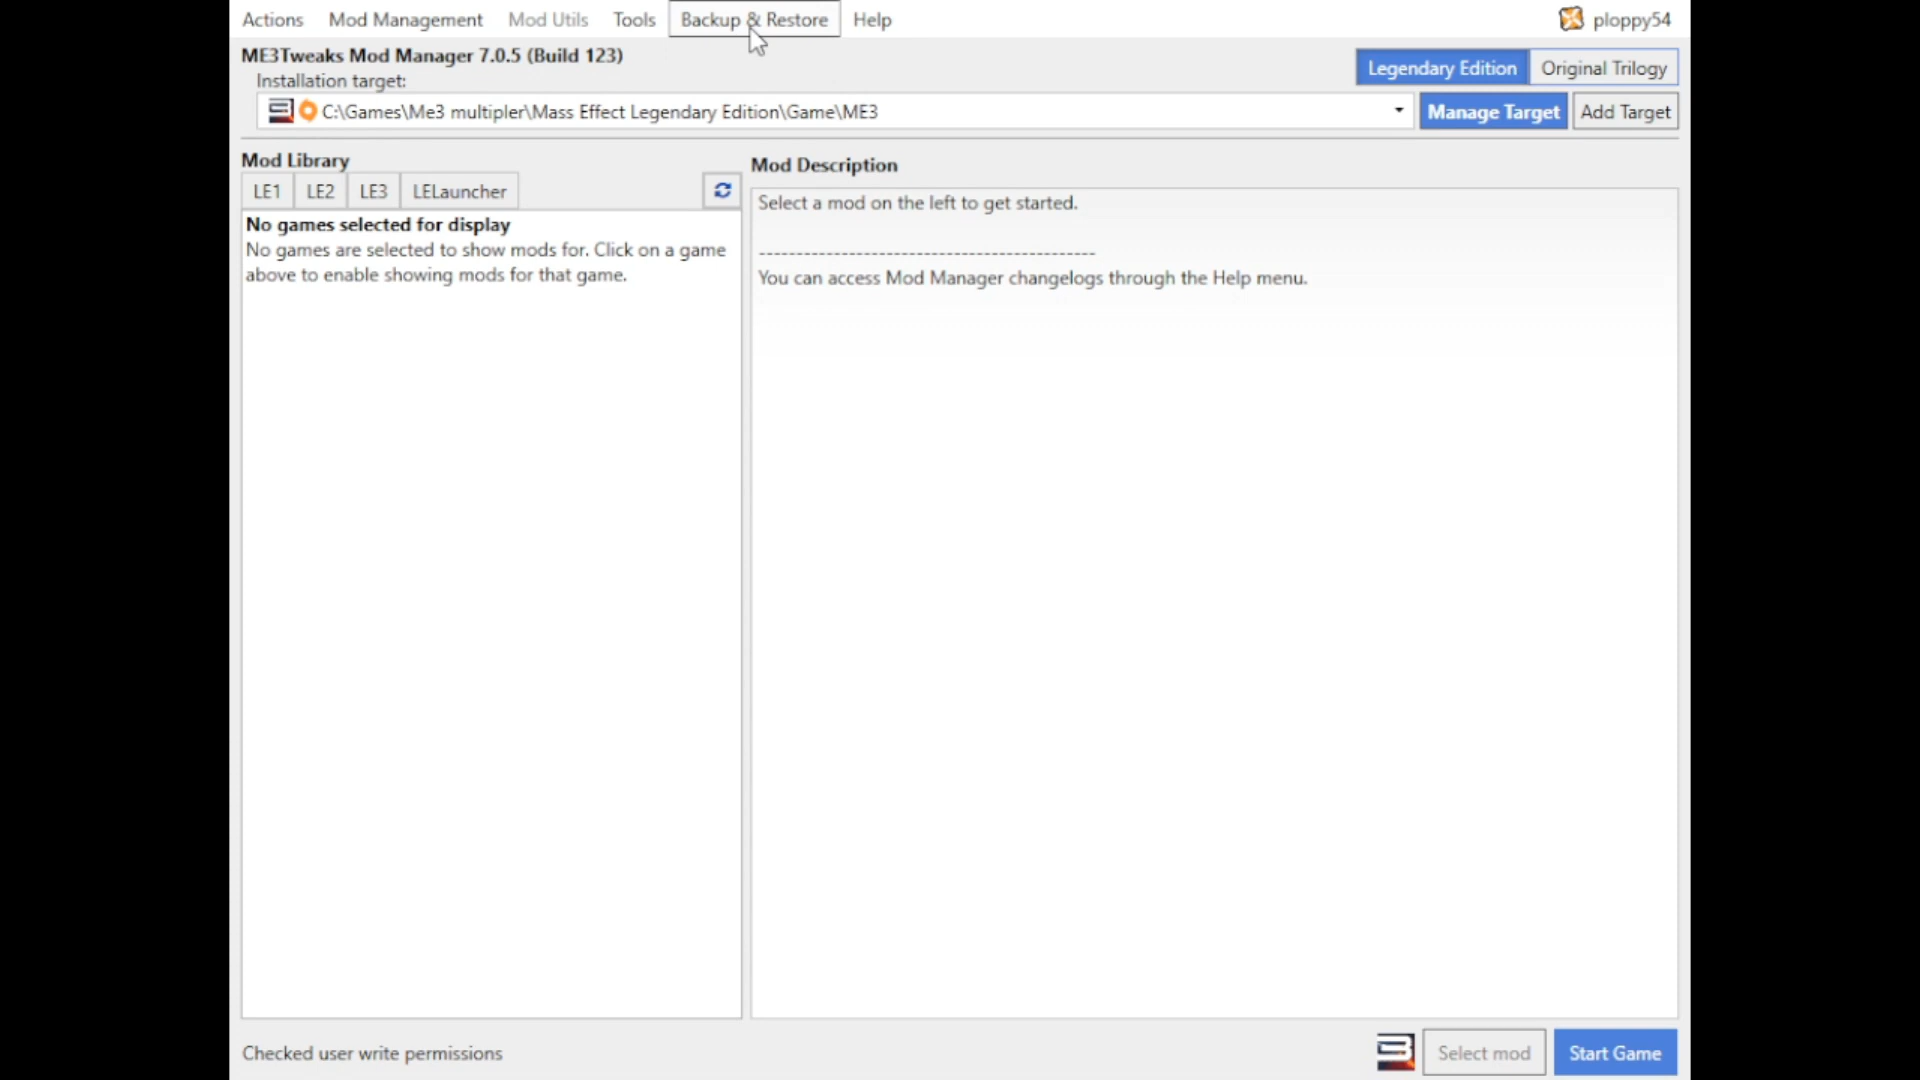 Actions Mod Management Mod Utils Tools Backup & Restore Help ploppy54
ME3Tweaks Mod Manager 7.0.5 (Build 123)
Legendary Edition Original Trilogy
Installation target:
C:\Games\Me3 multipler\Mass Effect Legendary Edition\Game\ME3 Manage Target Add Target
Mod Library
LE1 LE2 LE3 LELauncher
No games selected for display
No games are selected to show mods for. Click on a game
above to enable showing mods for that game.
Mod Description
Select a mod on the left to get started.
--------------------------------------------
You can access Mod Manager changelogs through the Help menu.
Checked user write permissions
Select mod Start Game